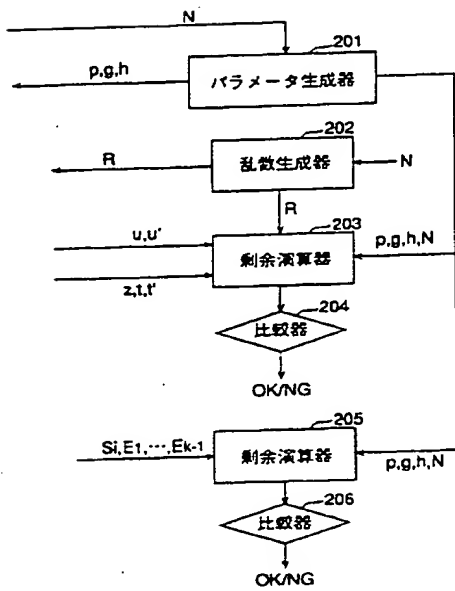 N
201
p,g,h
パラメータ生成器
202
R
乱数生成器
N
R
203
u,u'
剰余演算器
p,g,h,N
z,t,t'
204
比較器
OK/NG
205
Si,E1,…,Ek-1
剰余演算器
p,g,h,N
206
比較器
OK/NG